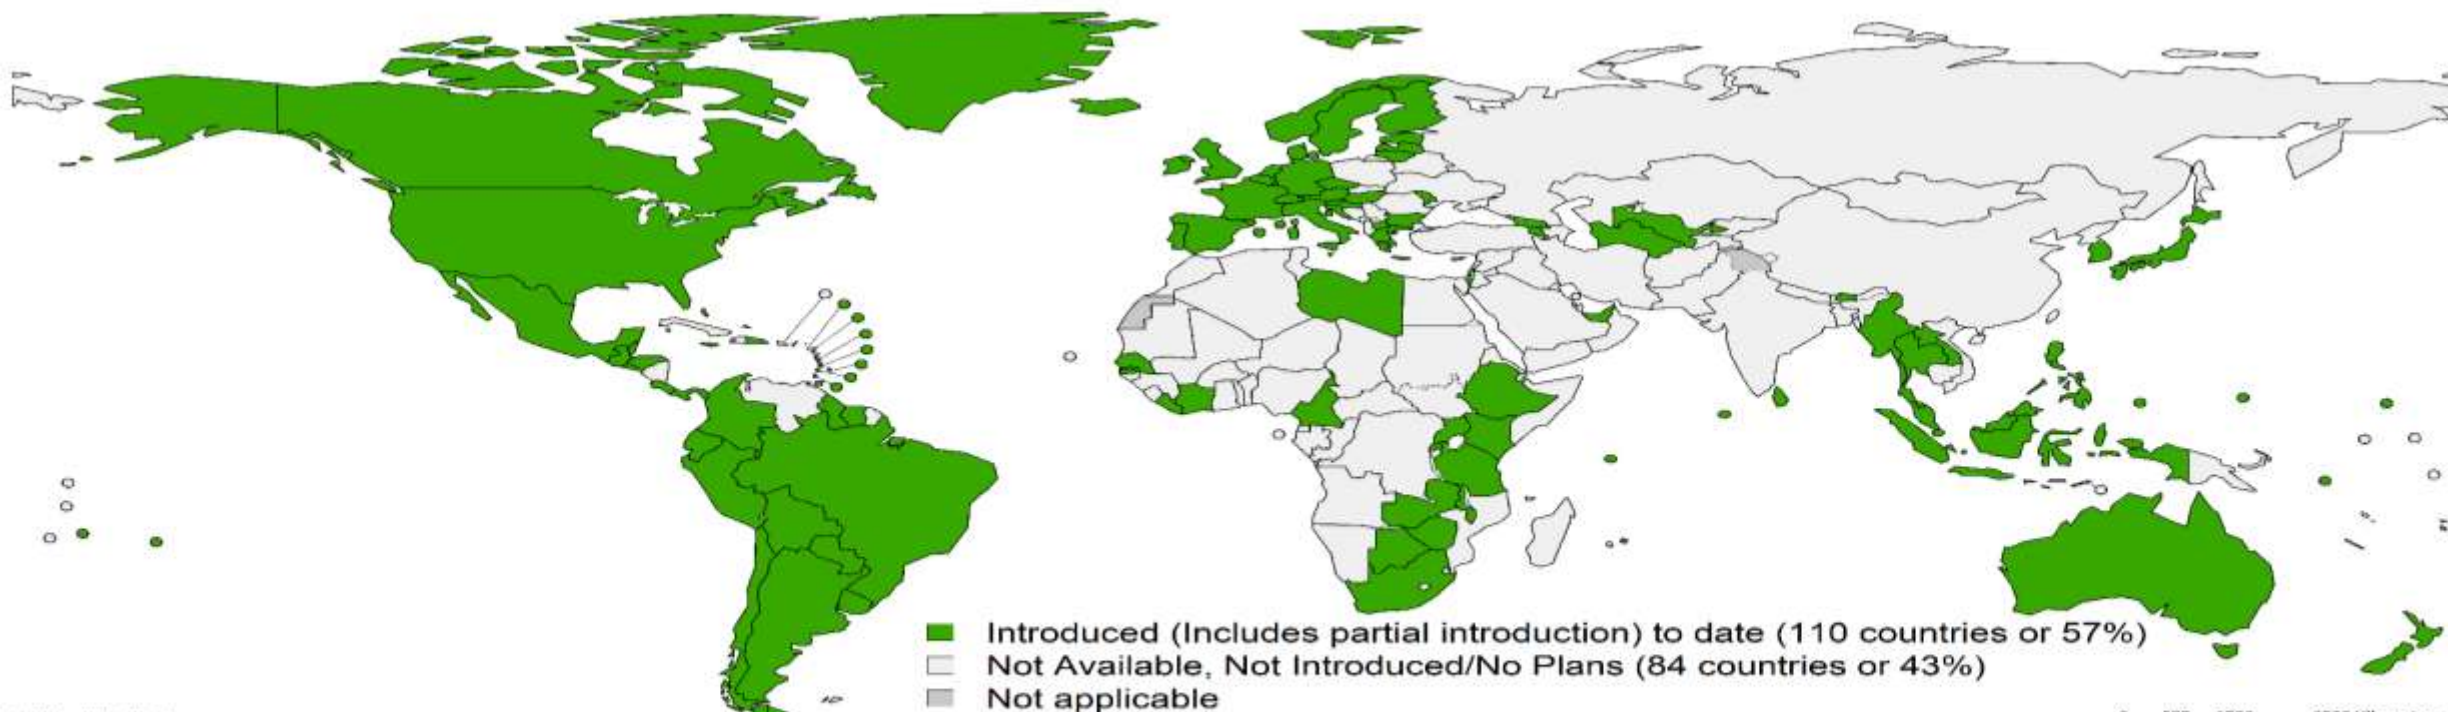 Introduced (Includes partial introduction) to date (110 countries or 57%)
Not Available, Not Introduced/No Plans (84 countries or 43%)
Not applicable